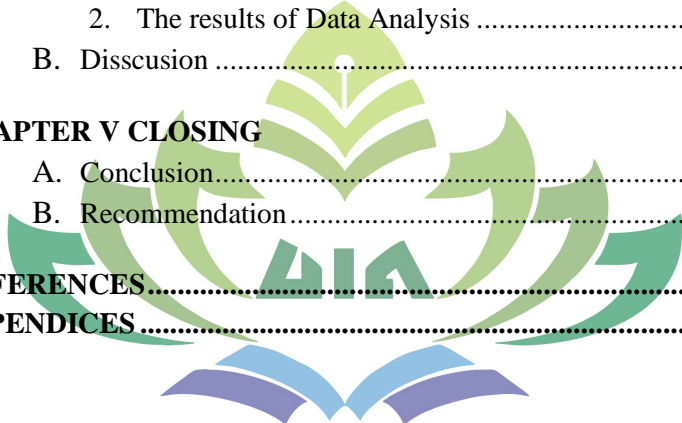 2. The results of Data Analysis ........................................
B. Disscusion ........................................................................
APTER V CLOSING
A. Conclusion........................................................................
B. Recommendation............................................................
FERENCES........................................................................
PENDICES ........................................................................